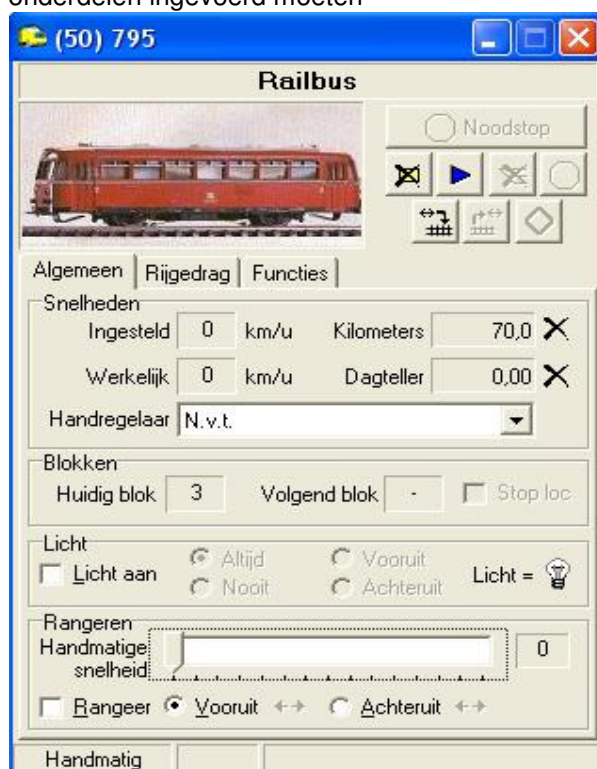 onderdelen ingevoerd moeten
(50) 795
Railbus
Noodstop
Algemeen Rijgedrag Functies
Snelheden
Ingesteld 0 km/u Kilometers 70,0
Werkelijk 0 km/u Dagteller 0,00
Handregelaar N.v.t.
Blokken
Huidig blok 3 Volgend blok - Stop loc
Licht
Licht aan Altijd Vooruit Licht =
Nooit Achteruit
Rangeren
Handmatige 0
snelheid
Rangeer Vooruit Achteruit
Handmatig